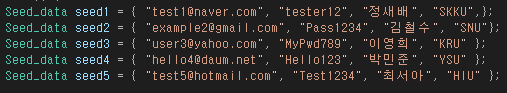 Seed_data seed1 = { "test1@naver.com", "tester12", "정새배", "SKKU",};
Seed_data seed2 = { "example2@gmail.com", "Pass1234", "김철수", "SNU"};
Seed_data seed3 = { "user3@yahoo.com", "MyPwd789", "이영희", "KRU" };
Seed_data seed4 = { "hello4@daum.net", "Hello123", "박민준", "YSU" };
Seed_data seed5 = { "test5@hotmail.com", "Test1234", "최서아", "HIU" };